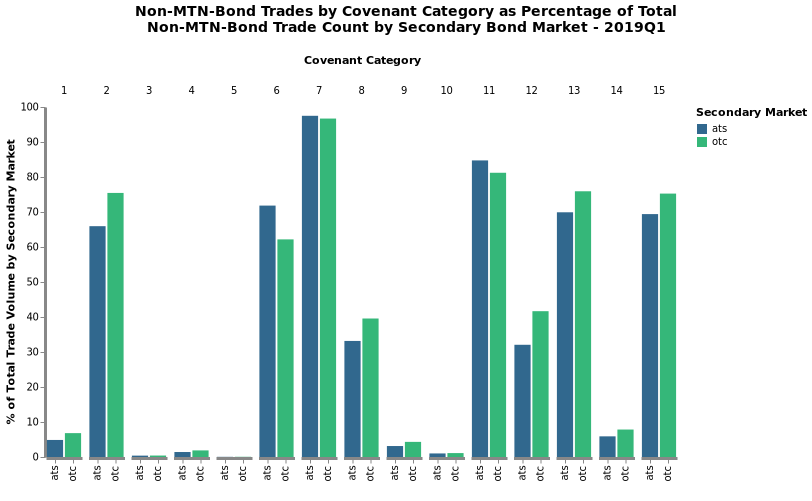 Non-MTN-Bond Trades by Covenant Category as Percentage of Total
Non-MTN-Bond Trade Count by Secondary Bond Market - 2019Q1
Covenant Category
1 2 3 4 5 6 7 8 9 10 11 12 13 14 15
% of Total Trade Volume by Secondary Market
100
90
80
70
60
50
40
30
20
10
0
ats otc ats otc ats otc ats otc ats otc ats otc ats otc ats otc ats otc ats otc ats otc ats otc ats otc ats otc ats otc
Secondary Market
ats
otc